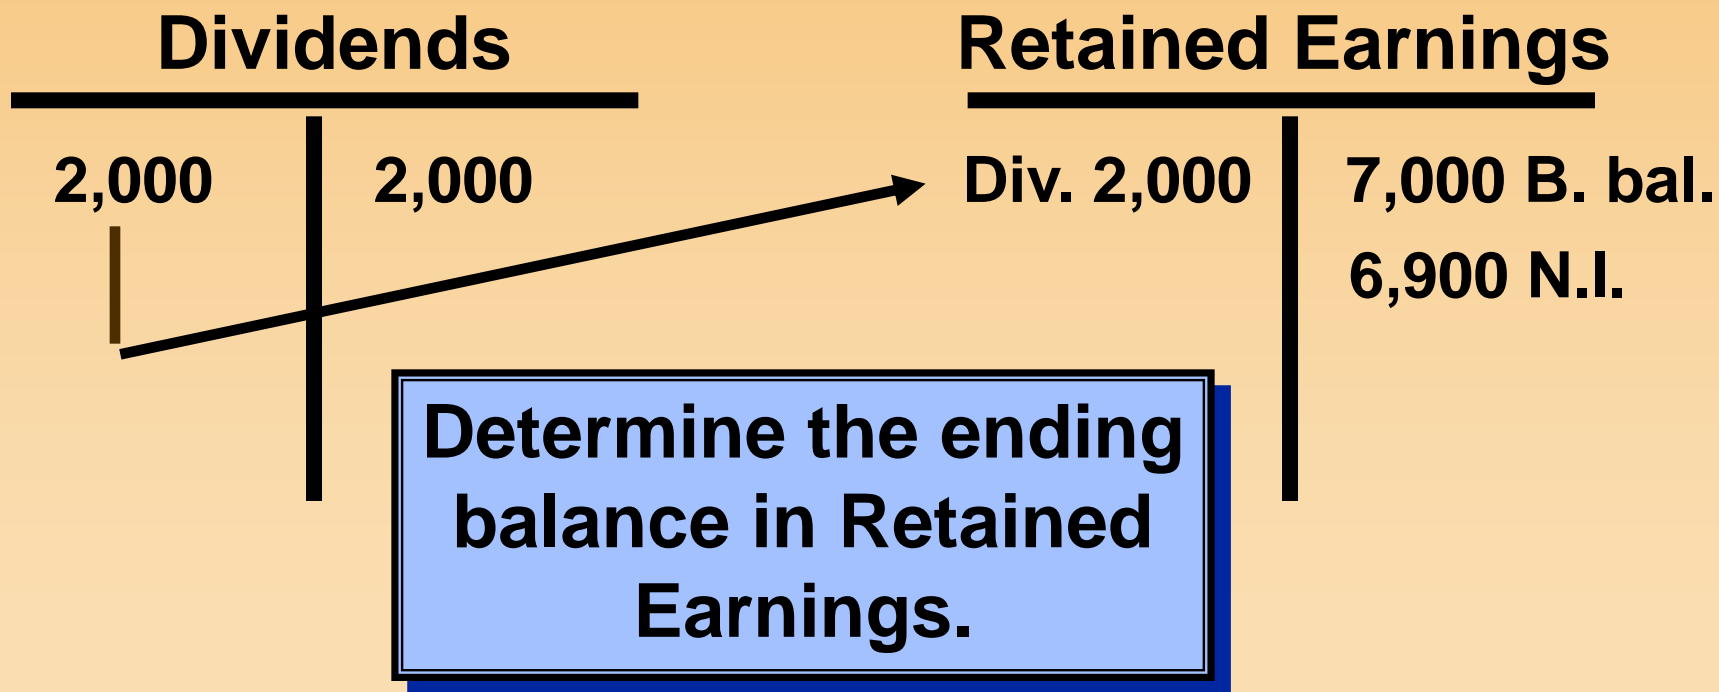 Dividends
Retained Earnings
2,000
2,000
Div. 2,000
7,000 B. bal.
6,900 N.I.
Determine the ending
balance in Retained
Earnings.